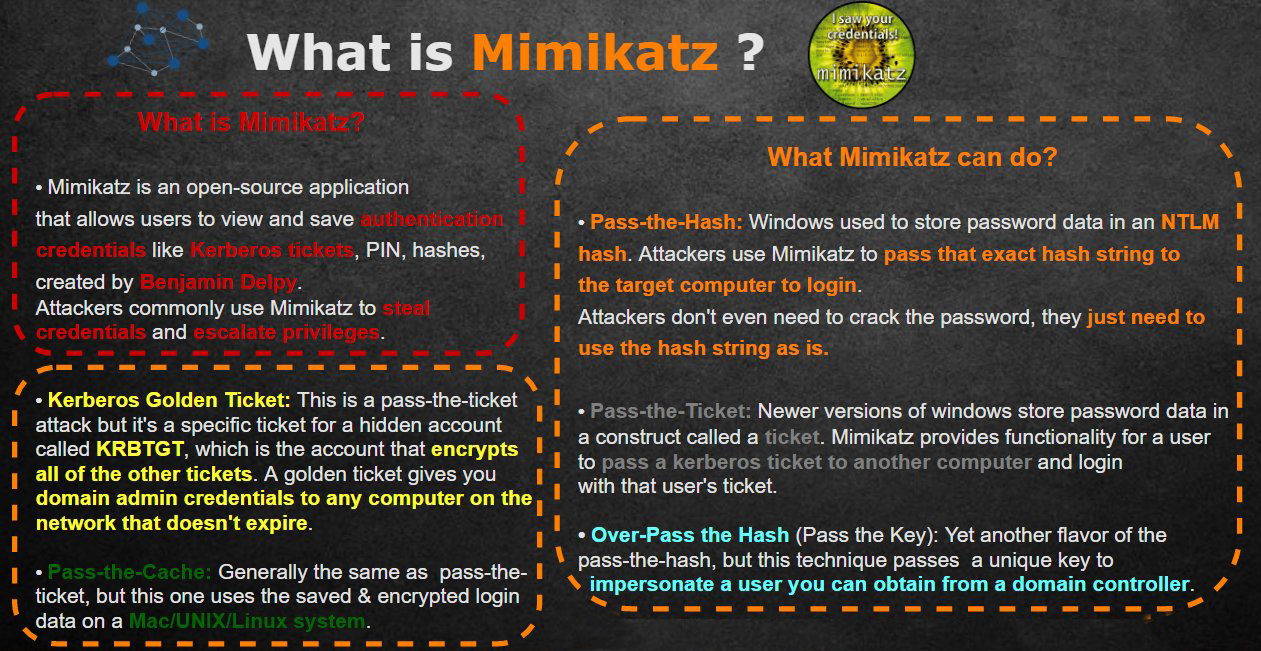 What is Mimikatz ?
I saw your
credentials!
mimikatz
What is Mimikatz?
• Mimikatz is an open-source application
that allows users to view and save authentication
credentials like Kerberos tickets, PIN, hashes,
created by Benjamin Delpy.
Attackers commonly use Mimikatz to steal
credentials and escalate privileges.
• Kerberos Golden Ticket: This is a pass-the-ticket
attack but it's a specific ticket for a hidden account
called KRBTGT, which is the account that encrypts
all of the other tickets. A golden ticket gives you
domain admin credentials to any computer on the
network that doesn't expire.
• Pass-the-Cache: Generally the same as  pass-the-
ticket, but this one uses the saved & encrypted login
data on a Mac/UNIX/Linux system.
What Mimikatz can do?
• Pass-the-Hash: Windows used to store password data in an NTLM
hash. Attackers use Mimikatz to pass that exact hash string to
the target computer to login.
Attackers don't even need to crack the password, they just need to
use the hash string as is.
• Pass-the-Ticket: Newer versions of windows store password data in
a construct called a ticket. Mimikatz provides functionality for a user
to pass a kerberos ticket to another computer and login
with that user's ticket.
• Over-Pass the Hash (Pass the Key): Yet another flavor of the
pass-the-hash, but this technique passes  a unique key to
impersonate a user you can obtain from a domain controller.